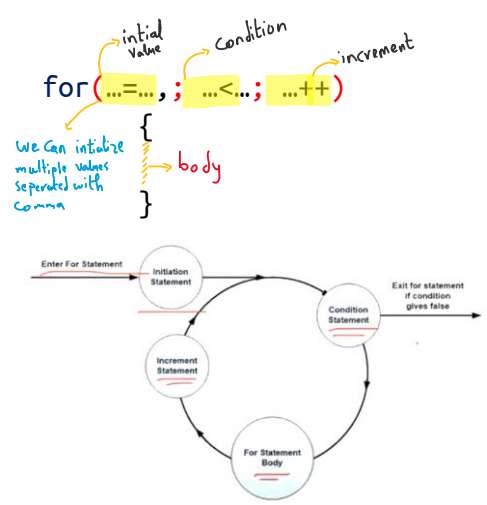 intial
value
condition
increment
for(…=…,; …<…; …++)
{
we can intialize
multiple values
seperated with
comma
body
}
Enter For Statement
Initiation
Statement
Condition
Statement
Exit for statement
if condition
gives false
Increment
Statement
For Statement
Body